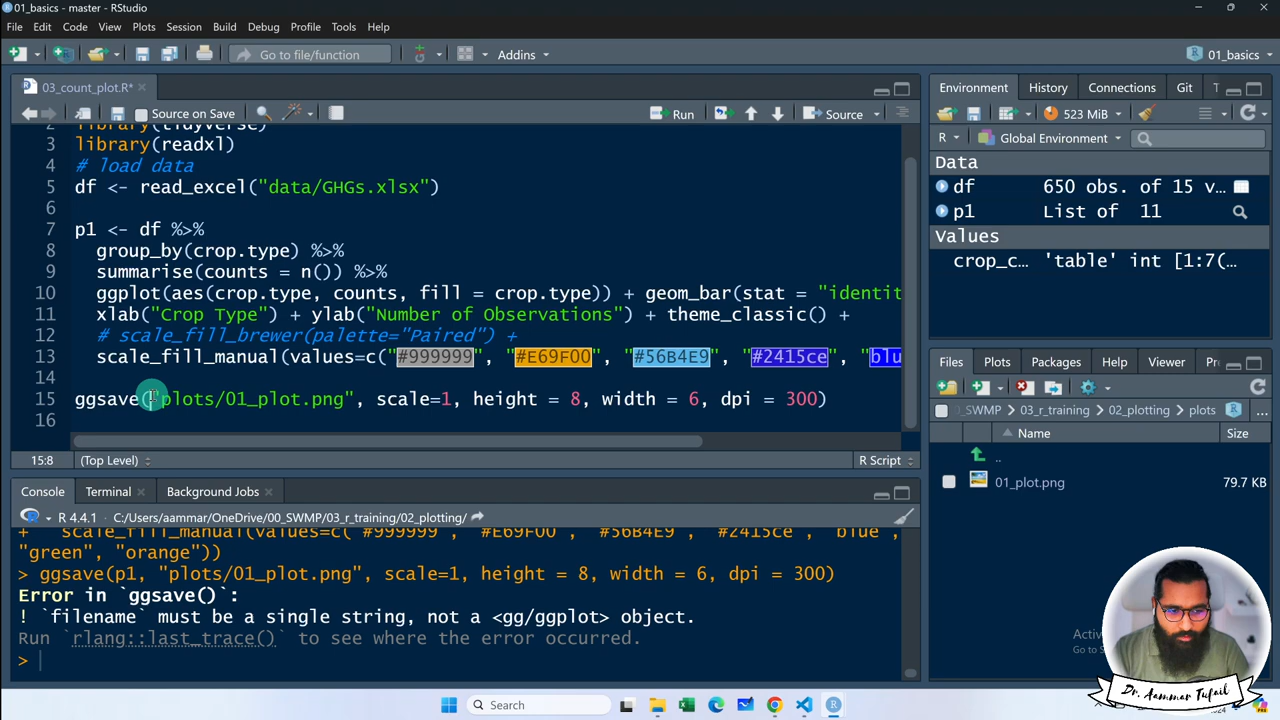 01_basics - master - RStudio
File Edit Code View Plots Session Build Debug Profile Tools Help
Go to file/function
Addins
01_basics
03_count_plot.R*
Source on Save
Run
Source
2 library(tidyverse)
3 library(readxl)
4 # load data
5 df <- read_excel("data/GHGs.xlsx")
6
7 p1 <- df %>%
8 group_by(crop.type) %>%
9 summarise(counts = n()) %>%
10 ggplot(aes(crop.type, counts, fill = crop.type)) + geom_bar(stat = "identit
11 xlab("Crop Type") + ylab("Number of Observations") + theme_classic() +
12 # scale_fill_brewer(palette="Paired") +
13 scale_fill_manual(values=c("#999999", "#E69F00", "#56B4E9", "#2415ce", "blu
14
15 ggsave("plots/01_plot.png", scale=1, height = 8, width = 6, dpi = 300)
16
15:8
(Top Level)
R Script
Console Terminal Background Jobs
R 4.4.1 · C:/Users/aammar/OneDrive/00_SWMP/03_r_training/02_plotting/
+ scale_fill_manual(values=c("#999999", "#E69F00", "#56B4E9", "#2415ce", "blue",
"green", "orange"))
> ggsave(p1, "plots/01_plot.png", scale=1, height = 8, width = 6, dpi = 300)
Error in `ggsave()`:
! `filename` must be a single string, not a <gg/ggplot> object.
Run `rlang::last_trace()` to see where the error occurred.
>
Environment History Connections Git T
523 MiB
R
Global Environment
Data
df 650 obs. of 15 v…
p1 List of 11
Values
crop_c… 'table' int [1:7(…
Files Plots Packages Help Viewer Pr
0_SWMP 03_r_training 02_plotting plots
...
Name Size
..
01_plot.png 79.7 KB
Dr. Aammar Tufail
Search